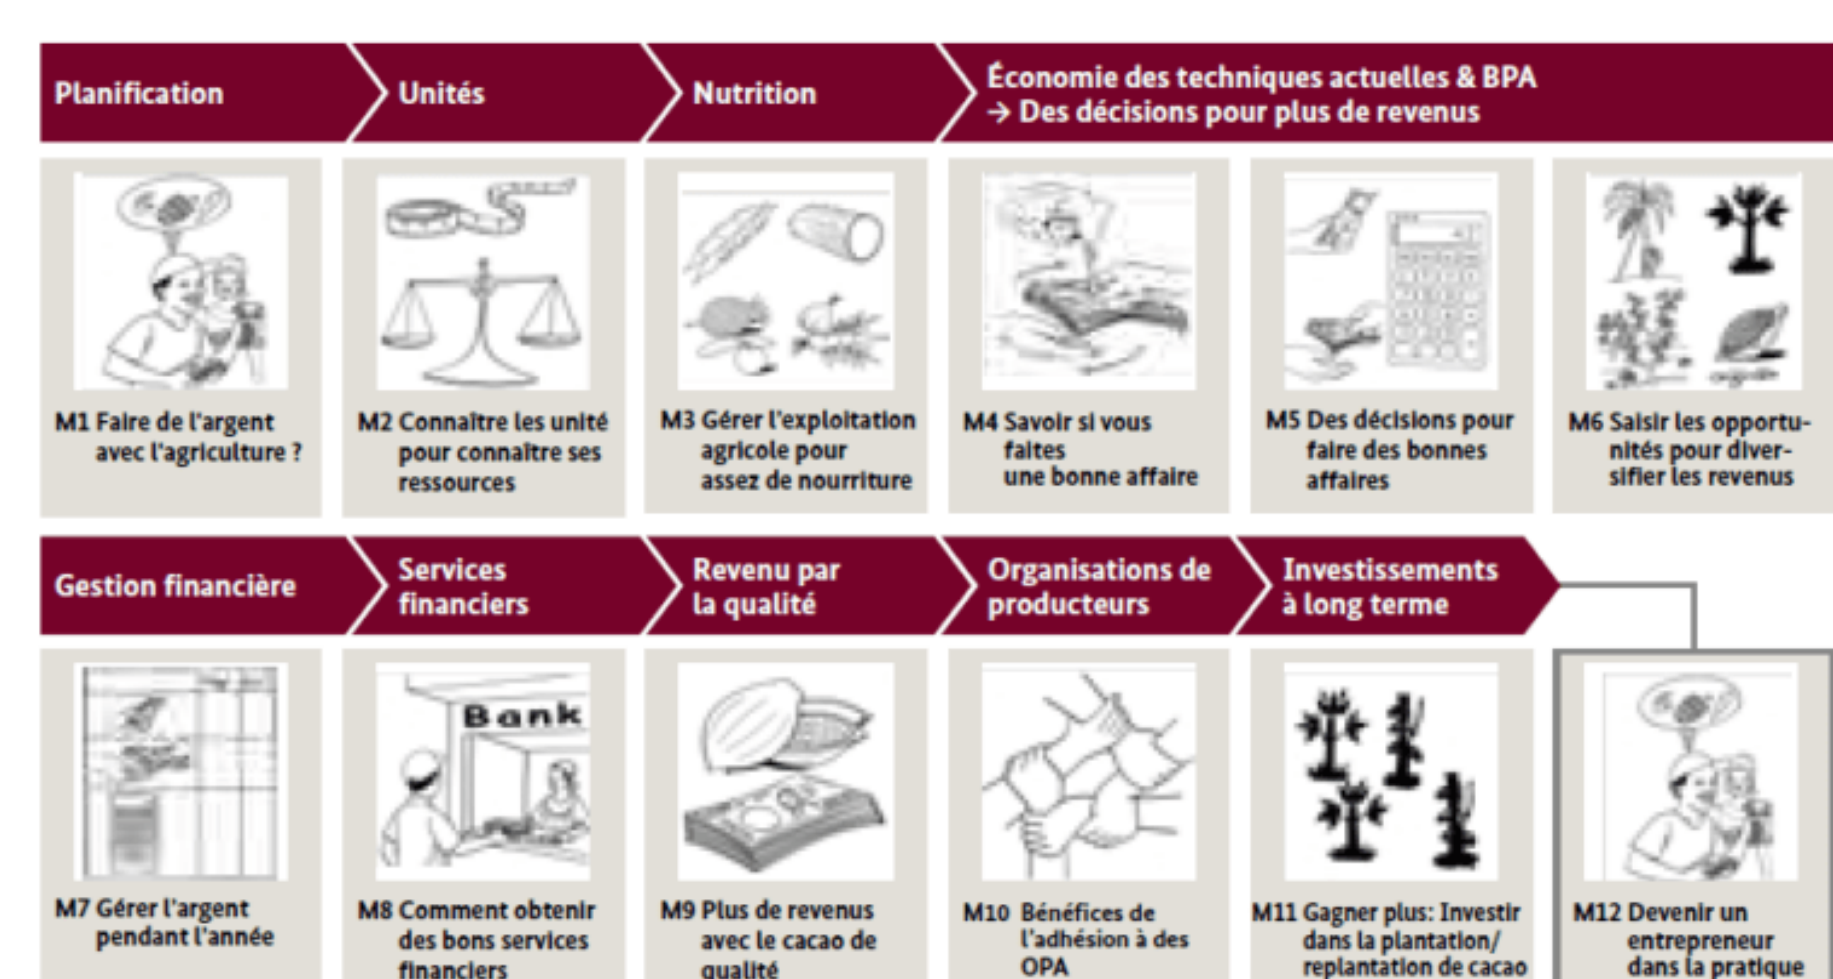 Planification
Unités
Nutrition
Économie des techniques actuelles & BPA
→ Des décisions pour plus de revenus
M1 Faire de l'argent
avec l'agriculture ?
M2 Connaître les unité
pour connaître ses
ressources
M3 Gérer l'exploitation
agricole pour
assez de nourriture
M4 Savoir si vous
faites
une bonne affaire
M5 Des décisions pour
faire des bonnes
affaires
M6 Saisir les opportu-
nités pour diver-
sifier les revenus
Gestion financière
Services
financiers
Revenu par
la qualité
Organisations de
producteurs
Investissements
à long terme
Bank
M7 Gérer l'argent
pendant l'année
M8 Comment obtenir
des bons services
financiers
M9 Plus de revenus
avec le cacao de
qualité
M10 Bénéfices de
l'adhésion à des
OPA
M11 Gagner plus: Investir
dans la plantation/
replantation de cacao
M12 Devenir un
entrepreneur
dans la pratique